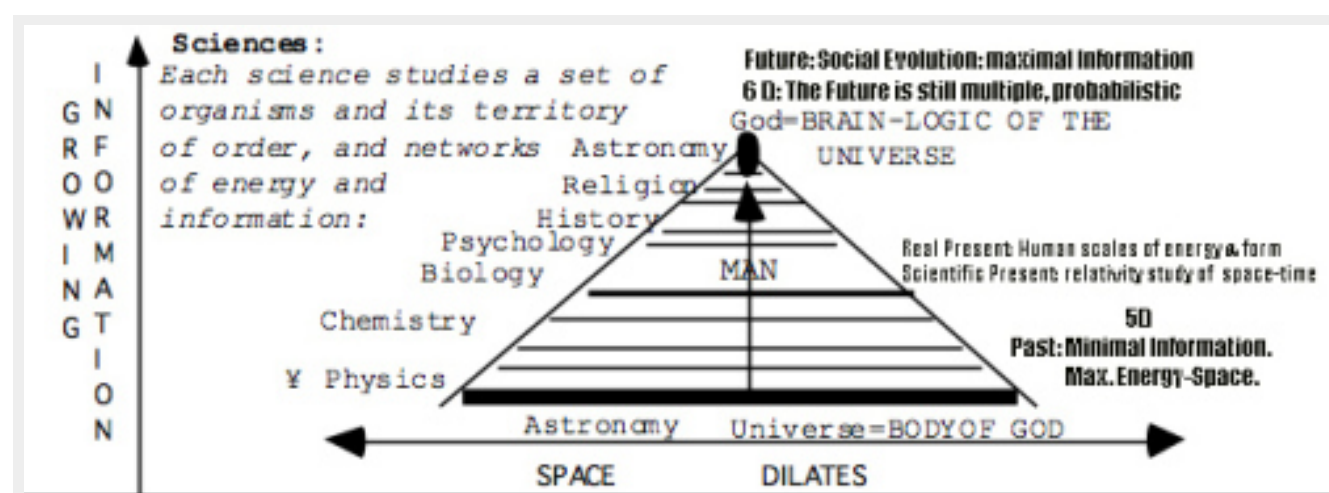 GROWING
INFORMATION
Sciences:
Each science studies a set of
organisms and its territory
of order, and networks
of energy and
information:
Future: Social Evolution: maximal Information
6 D: The Future is still multiple, probabilistic
God=BRAIN-LOGIC OF THE
UNIVERSE
Astronomy
Religion
History
Psychology
Biology
MAN
Real Present: Human scales of energy & form
Scientific Present: relativity study of space-time
Chemistry
5D
Past: Minimal Information.
Max. Energy-Space.
¥ Physics
Astronomy
Universe=BODYOF GOD
SPACE DILATES